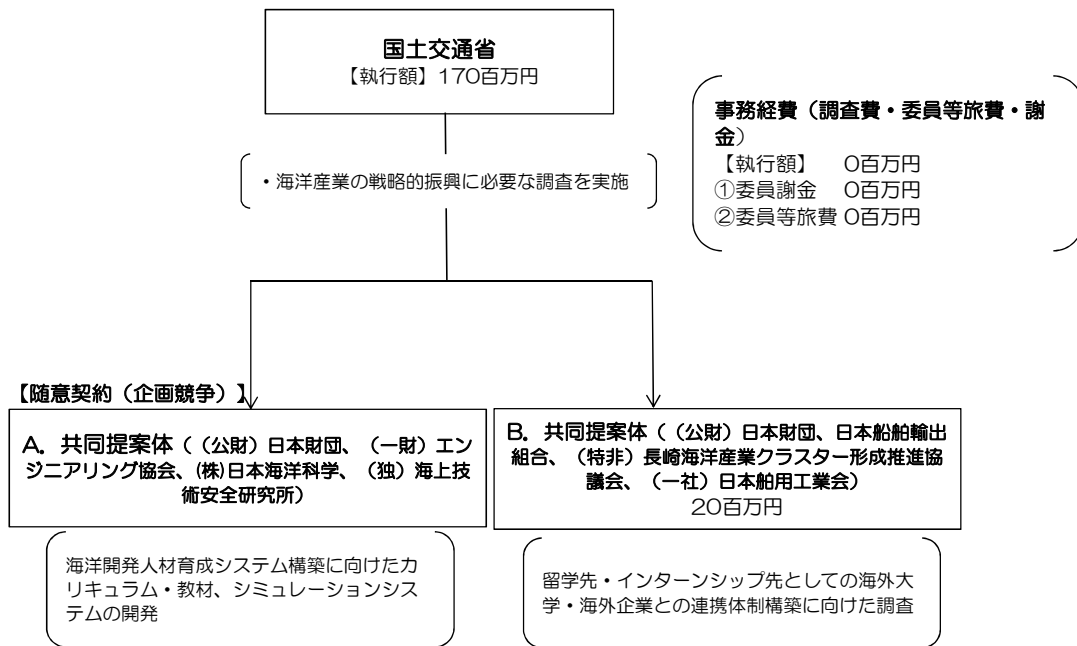 国土交通省
【執行額】170百万円
事務経費（調査費・委員等旅費・謝
金）
【執行額】　0百万円
①委員謝金　0百万円
②委員等旅費 0百万円
・海洋産業の戦略的振興に必要な調査を実施
【随意契約（企画競争）】
A. 共同提案体（（公財）日本財団、（一財）エン
ジニアリング協会、(株)日本海洋科学、（独）海上技
術安全研究所）
B. 共同提案体（（公財）日本財団、日本船舶輸出
組合、（特非）長崎海洋産業クラスター形成推進協
議会、（一社）日本舶用工業会）
20百万円
海洋開発人材育成システム構築に向けたカ
リキュラム・教材、シミュレーションシス
テムの開発
留学先・インターンシップ先としての海外大
学・海外企業との連携体制構築に向けた調査